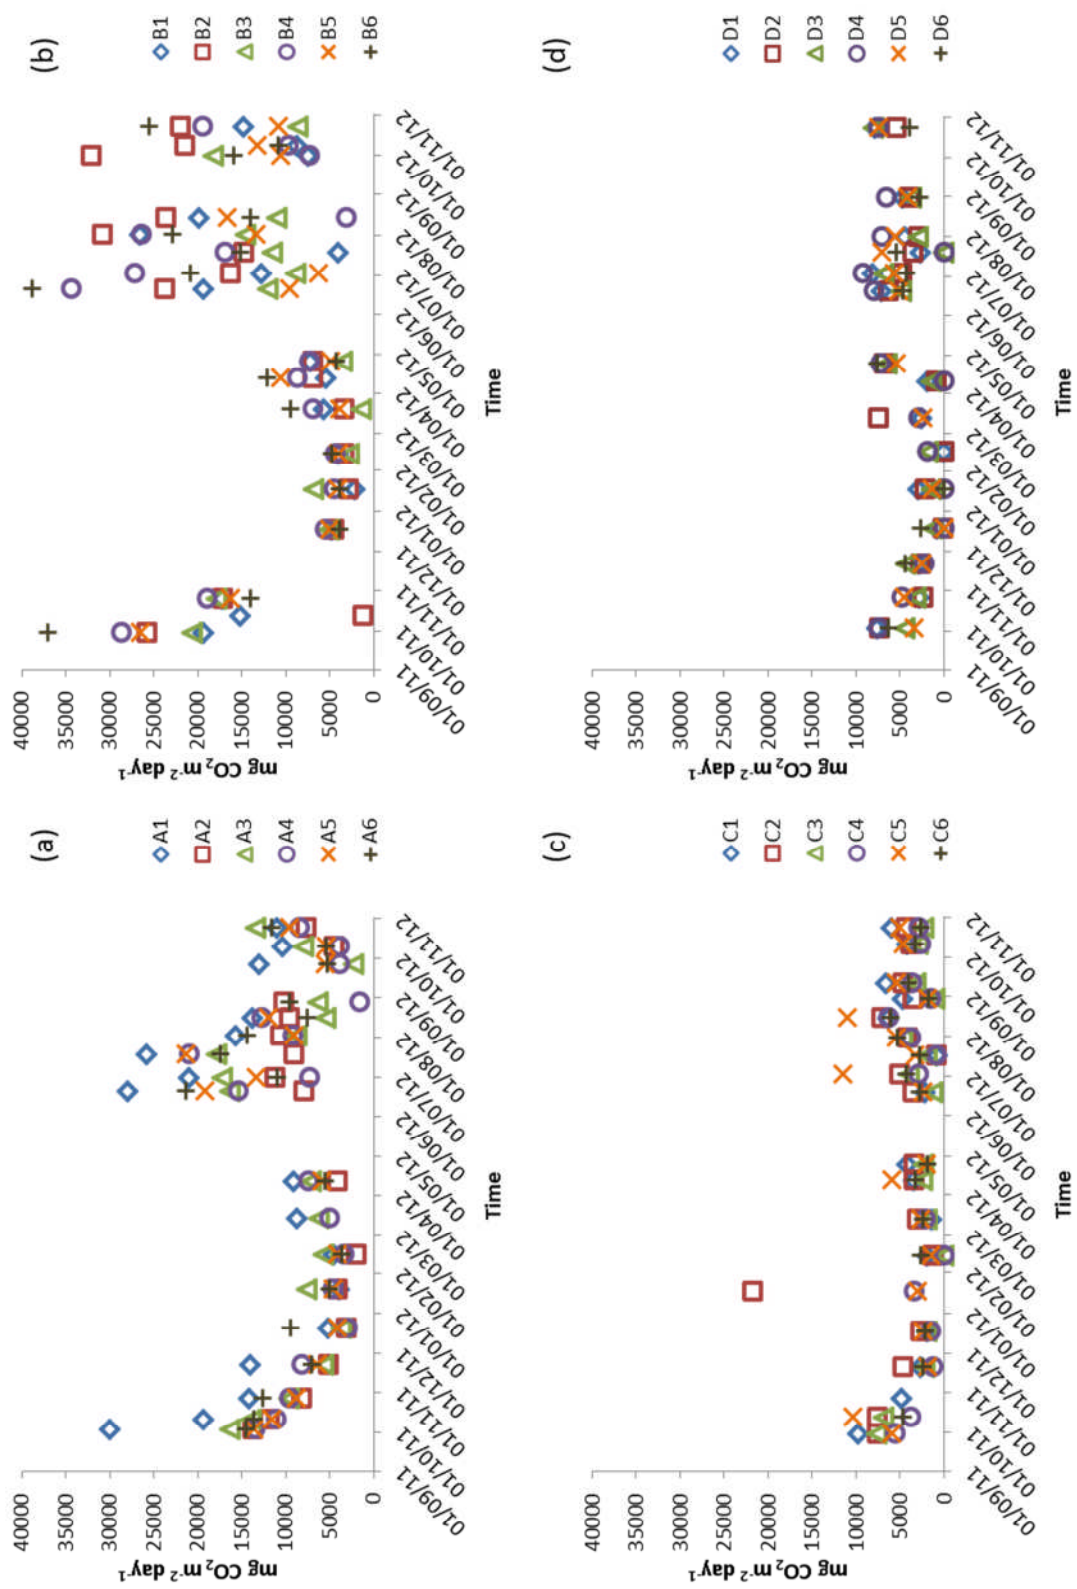 (a)
mg CO₂ m⁻² day⁻¹
40000
35000
30000
25000
20000
15000
10000
5000
0
01/09/11
01/10/11
01/11/11
01/12/11
01/01/12
01/02/12
01/03/12
01/04/12
01/05/12
01/06/12
01/07/12
01/08/12
01/09/12
01/10/12
01/11/12
Time
A1
A2
A3
A4
A5
A6
(b)
mg CO₂ m⁻² day⁻¹
40000
35000
30000
25000
20000
15000
10000
5000
0
01/09/11
01/10/11
01/11/11
01/12/11
01/01/12
01/02/12
01/03/12
01/04/12
01/05/12
01/06/12
01/07/12
01/08/12
01/09/12
01/10/12
01/11/12
Time
B1
B2
B3
B4
B5
B6
(c)
mg CO₂ m⁻² day⁻¹
40000
35000
30000
25000
20000
15000
10000
5000
0
01/09/11
01/10/11
01/11/11
01/12/11
01/01/12
01/02/12
01/03/12
01/04/12
01/05/12
01/06/12
01/07/12
01/08/12
01/09/12
01/10/12
01/11/12
Time
C1
C2
C3
C4
C5
C6
(d)
mg CO₂ m⁻² day⁻¹
40000
35000
30000
25000
20000
15000
10000
5000
0
01/09/11
01/10/11
01/11/11
01/12/11
01/01/12
01/02/12
01/03/12
01/04/12
01/05/12
01/06/12
01/07/12
01/08/12
01/09/12
01/10/12
01/11/12
Time
D1
D2
D3
D4
D5
D6